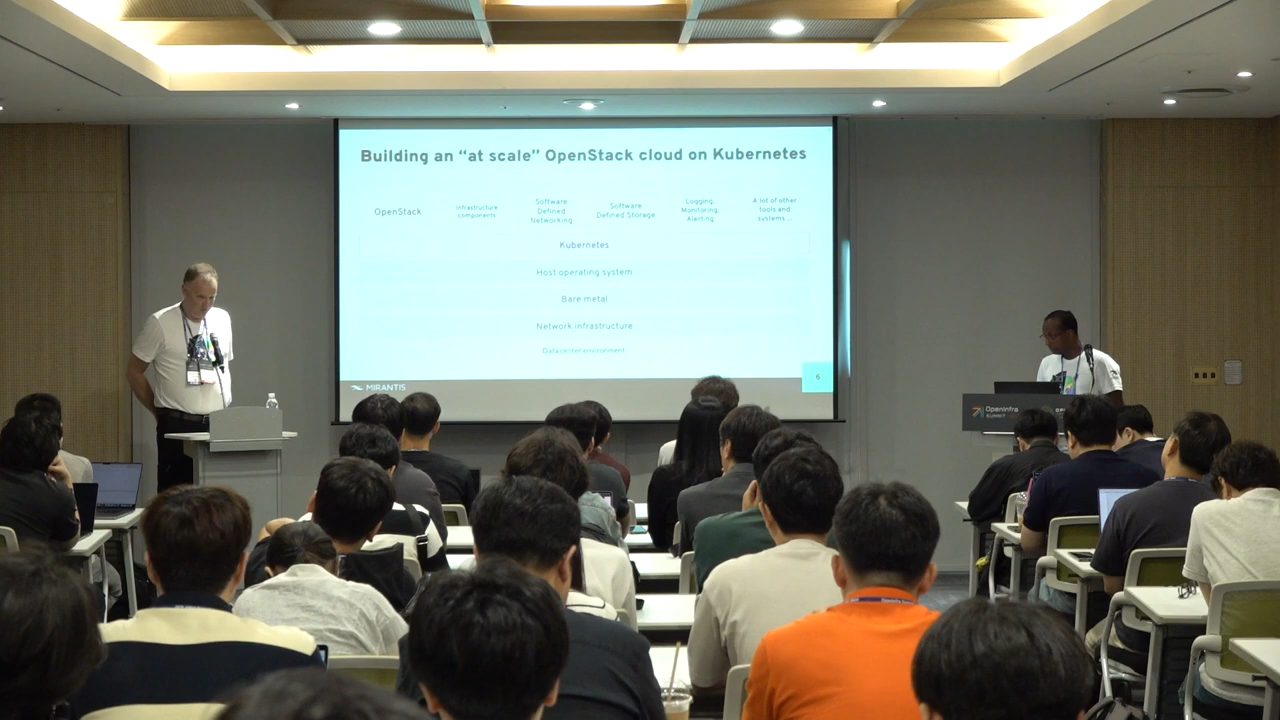 Building an “at scale” OpenStack cloud on Kubernetes
OpenStack
Infrastructure
components
Software
Defined
Networking
Software
Defined Storage
Logging,
Monitoring,
Alerting,
A lot of other
tools and
systems ...
Kubernetes
Host operating system
Bare metal
Network infrastructure
Data center environment
MIRANTIS
6
OpenInfra
SUMMIT